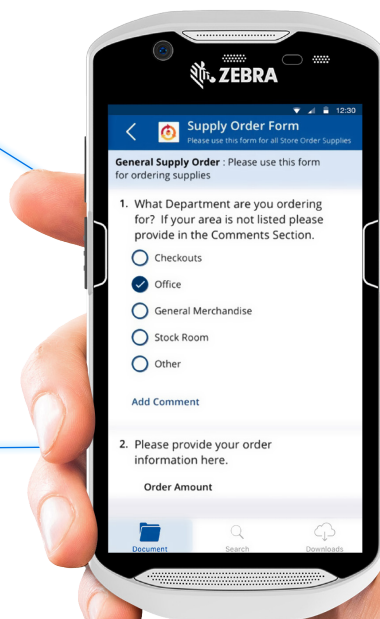 ZEBRA
12:30
Supply Order Form
Please use this form for all Store Order Supplies
General Supply Order : Please use this form
for ordering supplies
1. What Department are you ordering
for? If your area is not listed please
provide in the Comments Section.
Checkouts
Office
General Merchandise
Stock Room
Other
Add Comment
2. Please provide your order
information here.
Order Amount
Document Search Downloads